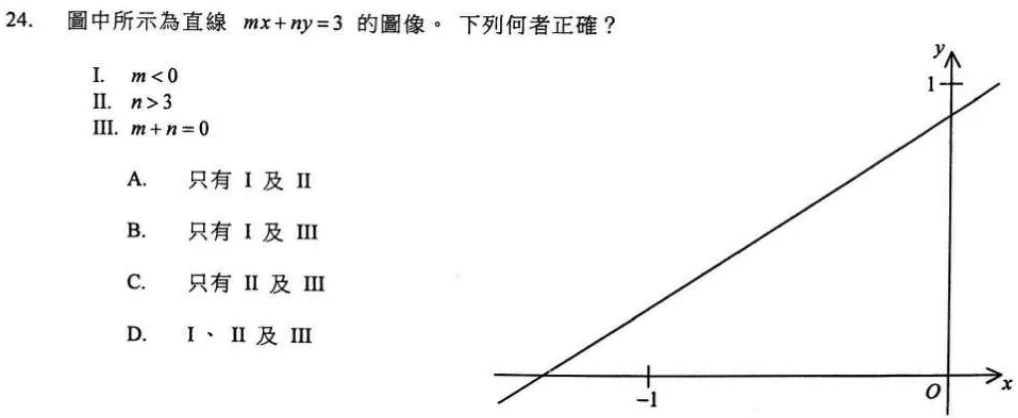 24. 圖中所示為直線 mx+ny=3 的圖像。下列何者正確？
I. m<0
II. n>3
III. m+n=0
A. 只有 I 及 II
B. 只有 I 及 III
C. 只有 II 及 III
D. I、II 及 III
y
1
-1
O
x